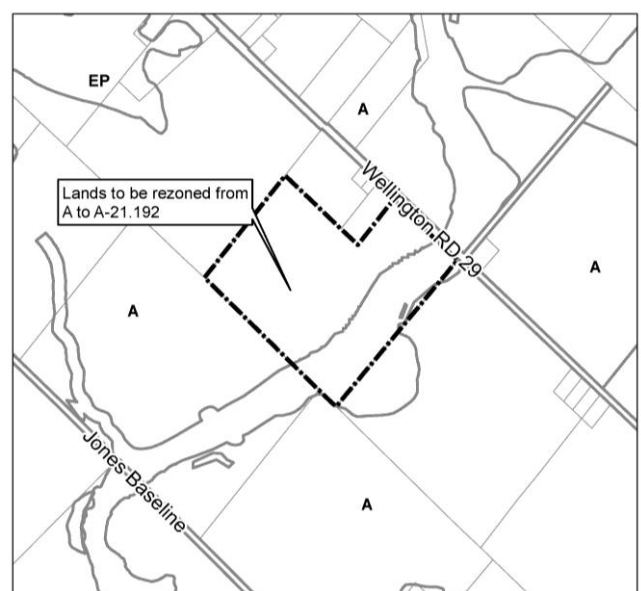 EP
A
Wellington RD 29
Lands to be rezoned from
A to A-21.192
A
A
Jones Baseline
A